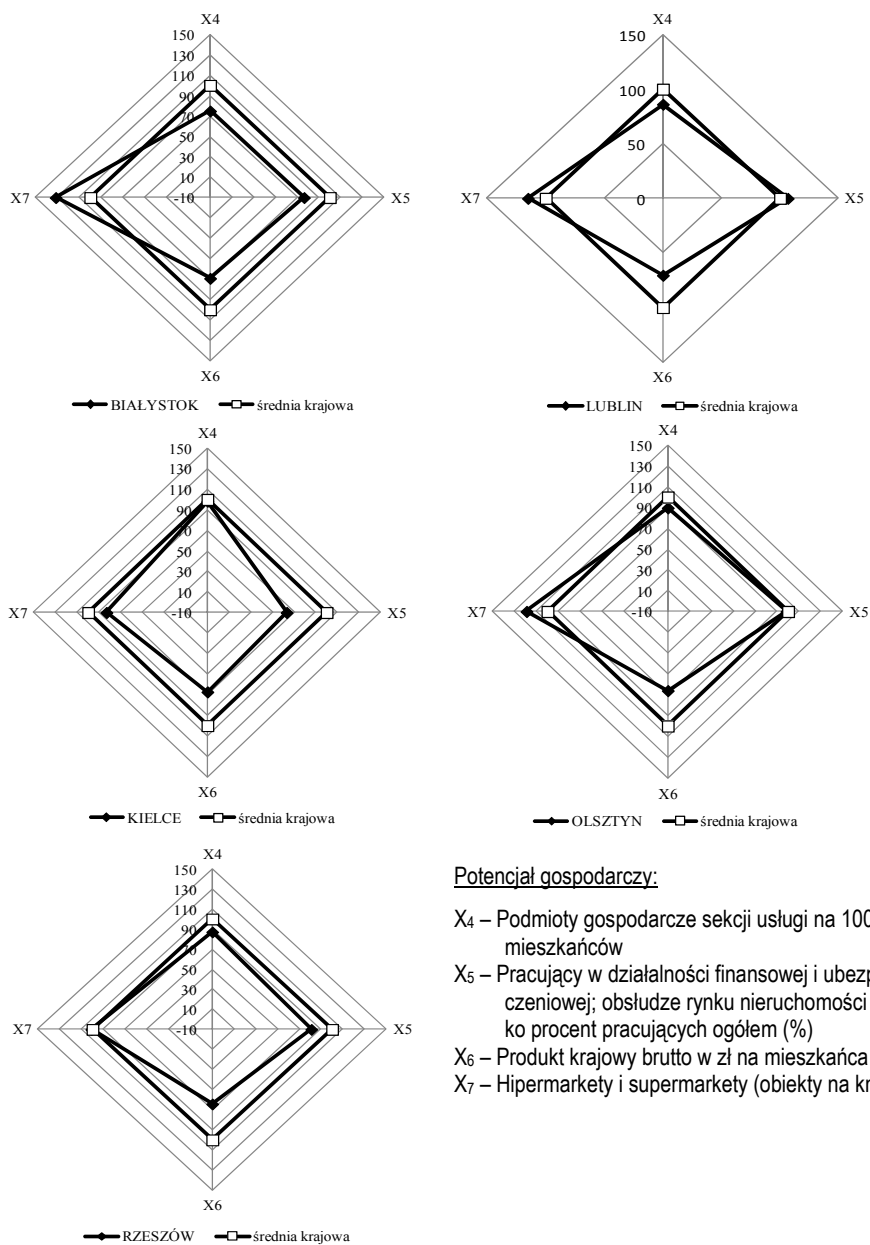 X4
150
130
110
90
70
50
30
10
-10
X7
X5
X6
BIAŁYSTOK średnia krajowa
X4
150
100
50
0
X7
X5
X6
LUBLIN średnia krajowa
X4
150
130
110
90
70
50
30
10
-10
X7
X5
X6
KIELCE średnia krajowa
X4
150
130
110
90
70
50
30
10
-10
X7
X5
X6
OLSZTYN średnia krajowa
X4
150
130
110
90
70
50
30
10
-10
X7
X5
X6
RZESZÓW średnia krajowa
Potencjał gospodarczy:
X4 – Podmioty gospodarcze sekcji usługi na 100
mieszkańców
X5 – Pracujący w działalności finansowej i ubezp
czeniowej; obsłudze rynku nieruchomości
ko procent pracujących ogółem (%)
X6 – Produkt krajowy brutto w zł na mieszkańca
X7 – Hipermarkety i supermarkety (obiekty na kr